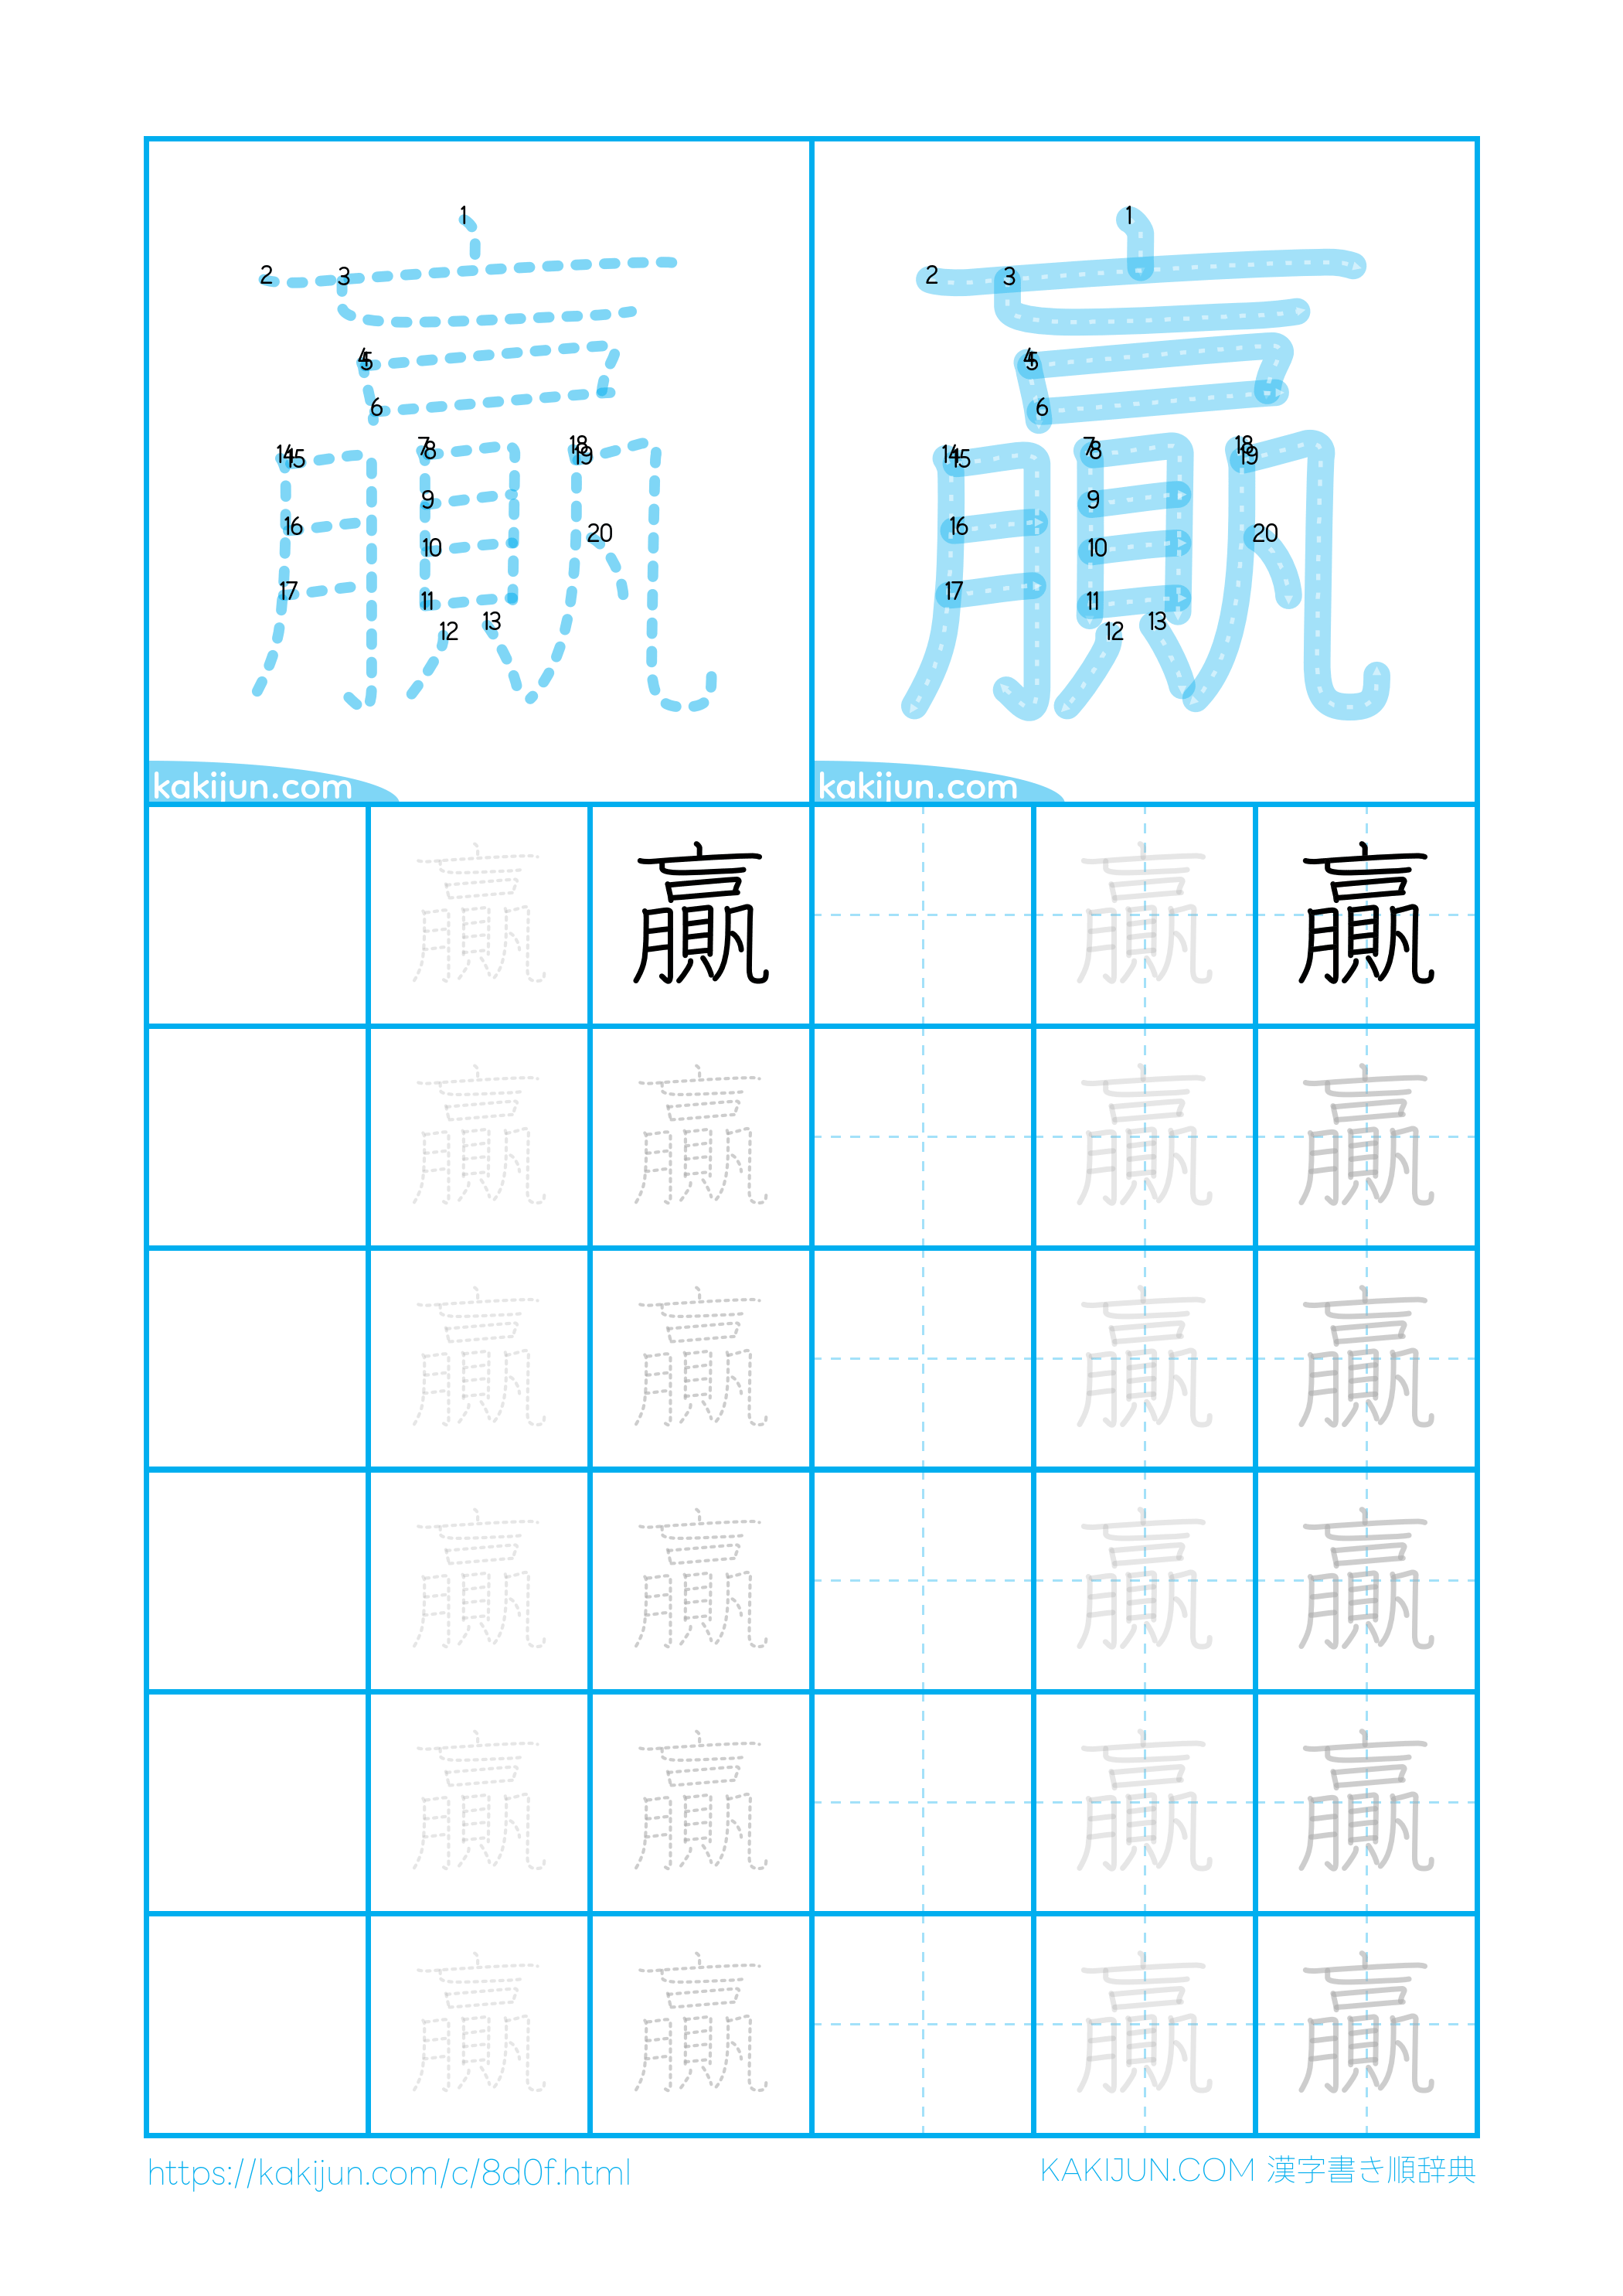 贏 贏
1 1
2 3 2 3
4 5 4 5
6 6
14 15 7 8 18 19 14 15 7 8 18 19
9 9
16 10 20 16 10 20
17 11 17 11
12 13 12 13
kakijun.com kakijun.com
贏 贏 贏 贏
贏 贏 贏 贏
贏 贏 贏 贏
贏 贏 贏 贏
贏 贏 贏 贏
贏 贏 贏 贏
https://kakijun.com/c/8d0f.html
KAKIJUN.COM 漢字書き順辞典